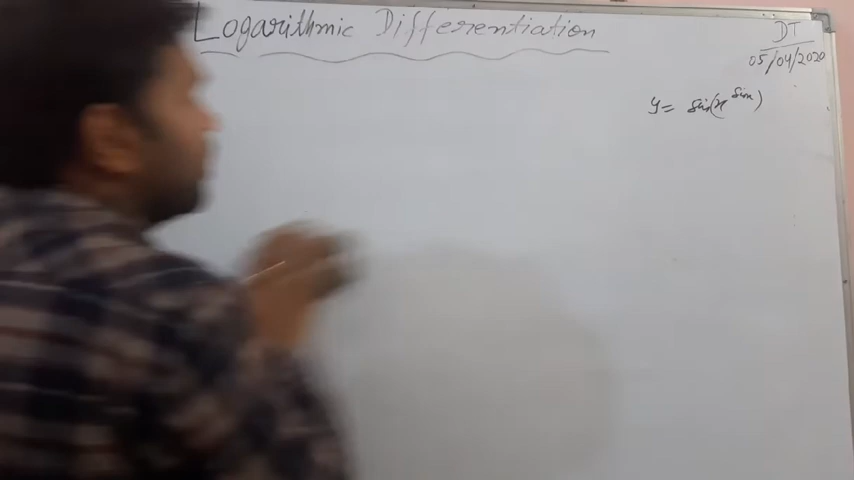 Logarithmic Differentiation
DT
05/04/2020
y = sin(x^sinx)